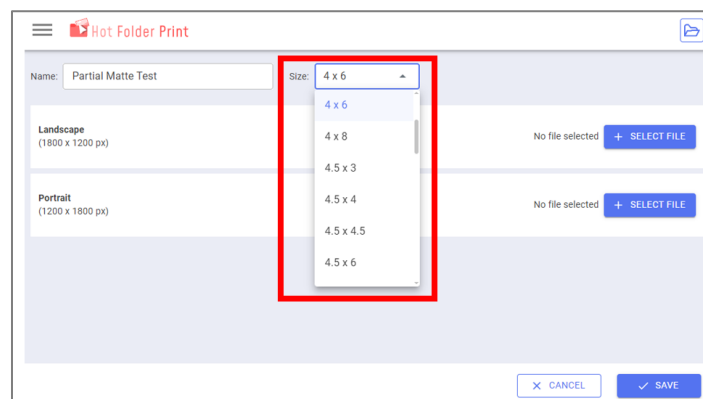 Hot Folder Print
Name: Partial Matte Test Size: 4 x 6
4 x 6
4 x 8
4.5 x 3
4.5 x 4
4.5 x 4.5
4.5 x 6
Landscape
(1800 x 1200 px)
No file selected + SELECT FILE
Portrait
(1200 x 1800 px)
No file selected + SELECT FILE
CANCEL SAVE